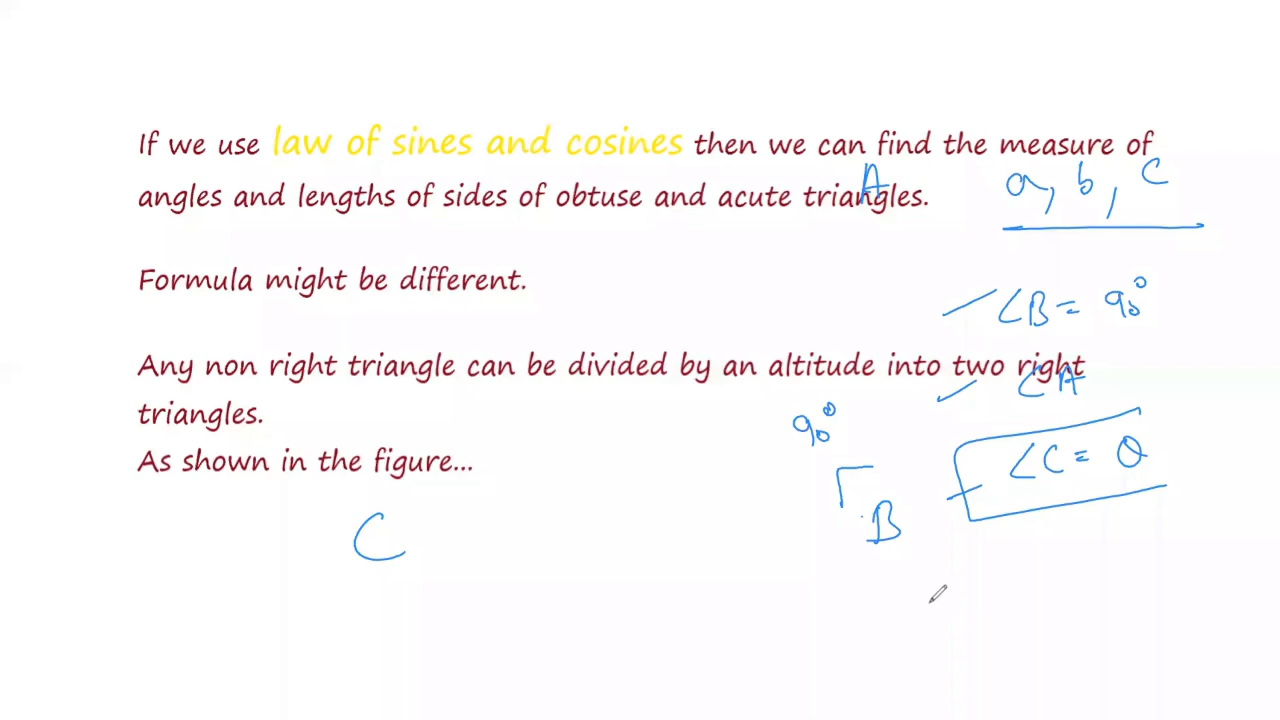 If we use law of sines and cosines then we can find the measure of
angles and lengths of sides of obtuse and acute triangles.
A
a, b, c
Formula might be different.
∠B = 90°
Any non right triangle can be divided by an altitude into two right
triangles.
∠A
90°
As shown in the figure...
∠C = θ
B
C